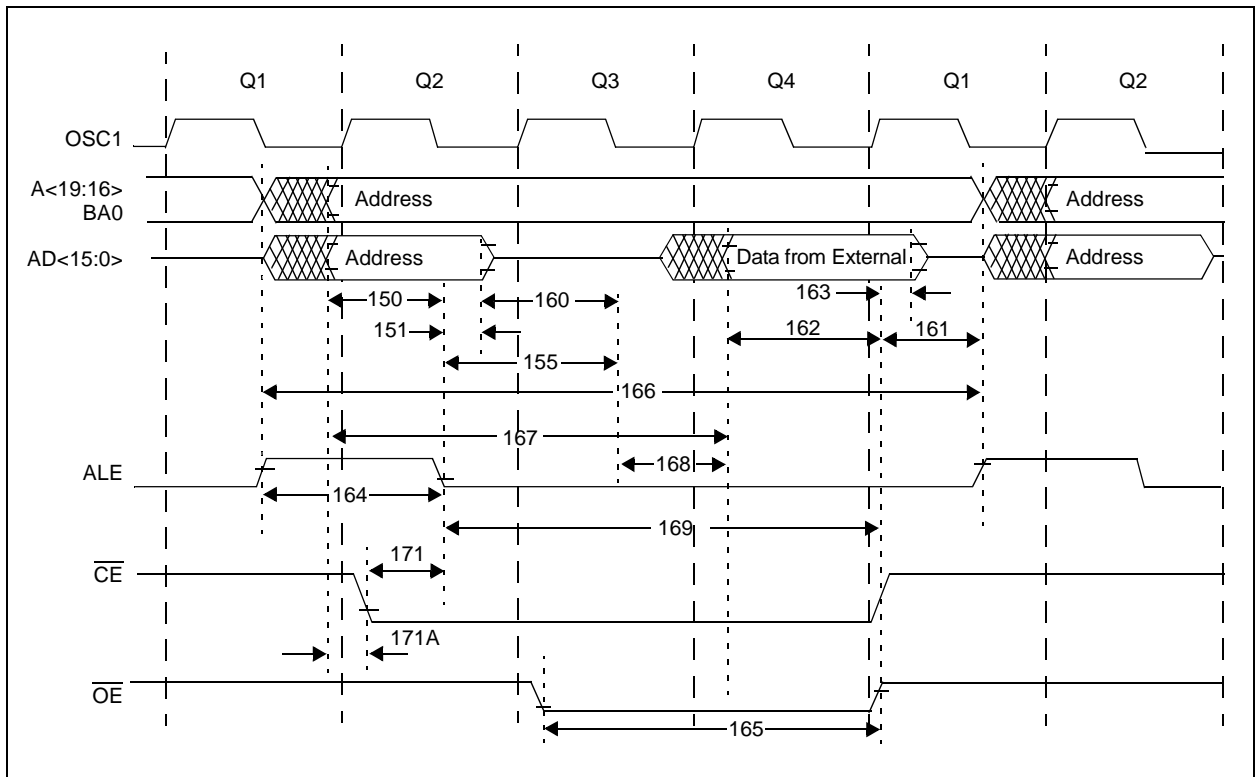 Q1 Q2 Q3 Q4 Q1 Q2
OSC1
A<19:16>
BA0
Address Address
AD<15:0>
Address Data from External Address
150 160 163
151 162 161
155
166
167
ALE
168
164
169
171
CE
171A
OE
165